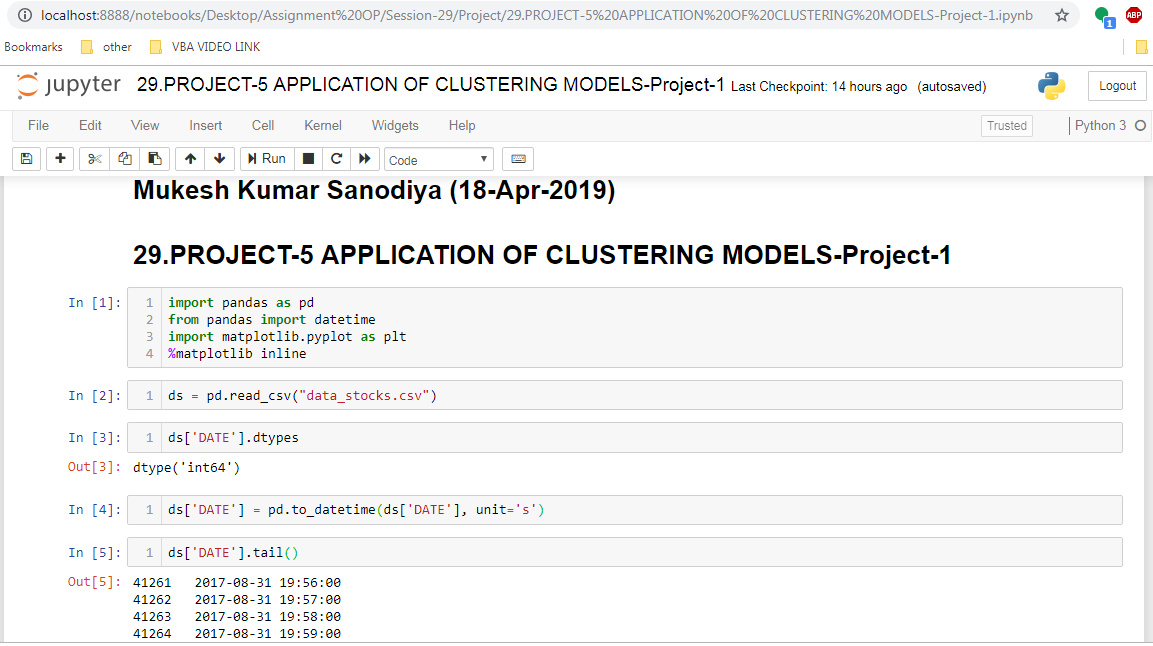 localhost:8888/notebooks/Desktop/Assignment%20OP/Session-29/Project/29.PROJECT-5%20APPLICATION%20OF%20CLUSTERING%20MODELS-Project-1.ipynb 1 ABP
Bookmarks other VBA VIDEO LINK
jupyter 29.PROJECT-5 APPLICATION OF CLUSTERING MODELS-Project-1 Last Checkpoint: 14 hours ago (autosaved) Logout
File Edit View Insert Cell Kernel Widgets Help Trusted Python 3
Run Code
Mukesh Kumar Sanodiya (18-Apr-2019)
29.PROJECT-5 APPLICATION OF CLUSTERING MODELS-Project-1
In [1]: 1 import pandas as pd
2 from pandas import datetime
3 import matplotlib.pyplot as plt
4 %matplotlib inline
In [2]: 1 ds = pd.read_csv("data_stocks.csv")
In [3]: 1 ds['DATE'].dtypes
Out[3]: dtype('int64')
In [4]: 1 ds['DATE'] = pd.to_datetime(ds['DATE'], unit='s')
In [5]: 1 ds['DATE'].tail()
Out[5]: 41261 2017-08-31 19:56:00
41262 2017-08-31 19:57:00
41263 2017-08-31 19:58:00
41264 2017-08-31 19:59:00